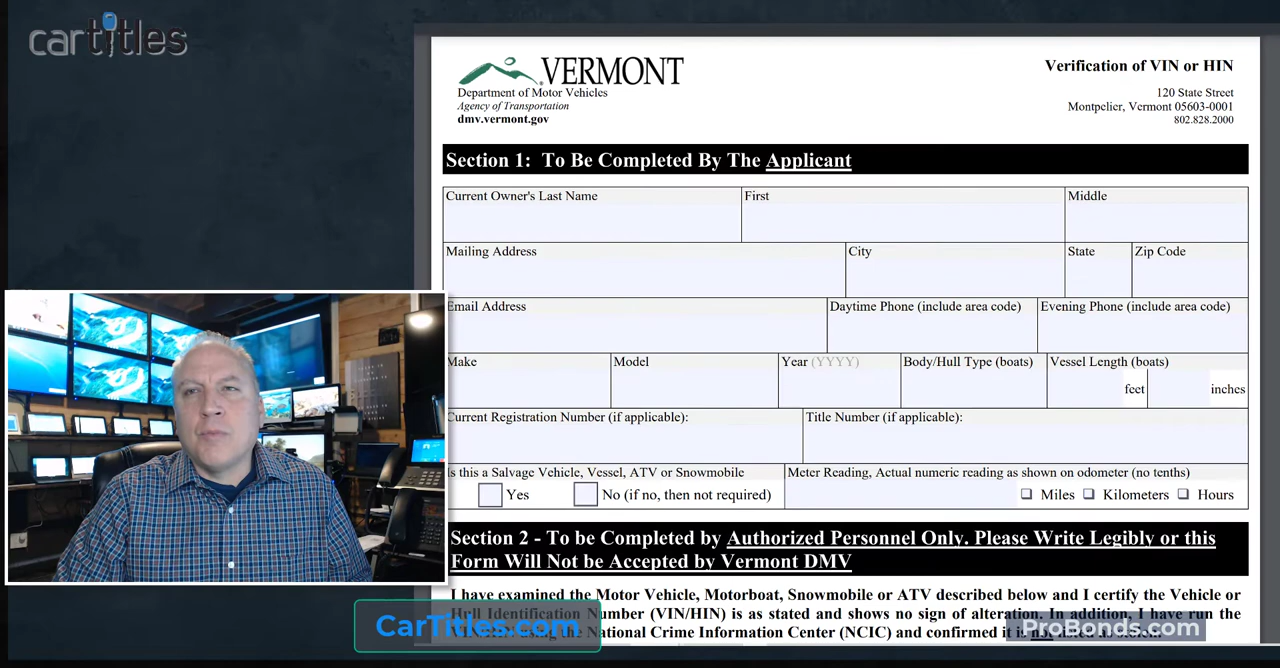 cartitles
VERMONT
Department of Motor Vehicles
Agency of Transportation
dmv.vermont.gov
Verification of VIN or HIN
120 State Street
Montpelier, Vermont 05603-0001
802.828.2000
Section 1: To Be Completed By The Applicant
Current Owner's Last Name First Middle
Mailing Address City State Zip Code
Email Address Daytime Phone (include area code) Evening Phone (include area code)
Make Model Year (YYYY) Body/Hull Type (boats) Vessel Length (boats)
feet inches
Current Registration Number (if applicable): Title Number (if applicable):
Is this a Salvage Vehicle, Vessel, ATV or Snowmobile Meter Reading, Actual numeric reading as shown on odometer (no tenths)
Yes No (if no, then not required) Miles Kilometers Hours
Section 2 - To be Completed by Authorized Personnel Only. Please Write Legibly or this
Form Will Not be Accepted by Vermont DMV
I have examined the Motor Vehicle, Motorboat, Snowmobile or ATV described below and I certify the Vehicle or
Hull Identification Number (VIN/HIN) is as stated and shows no sign of alteration. In addition, I have run the
National Crime Information Center (NCIC) and confirmed it is not
CarTitles.com
ProBonds.com